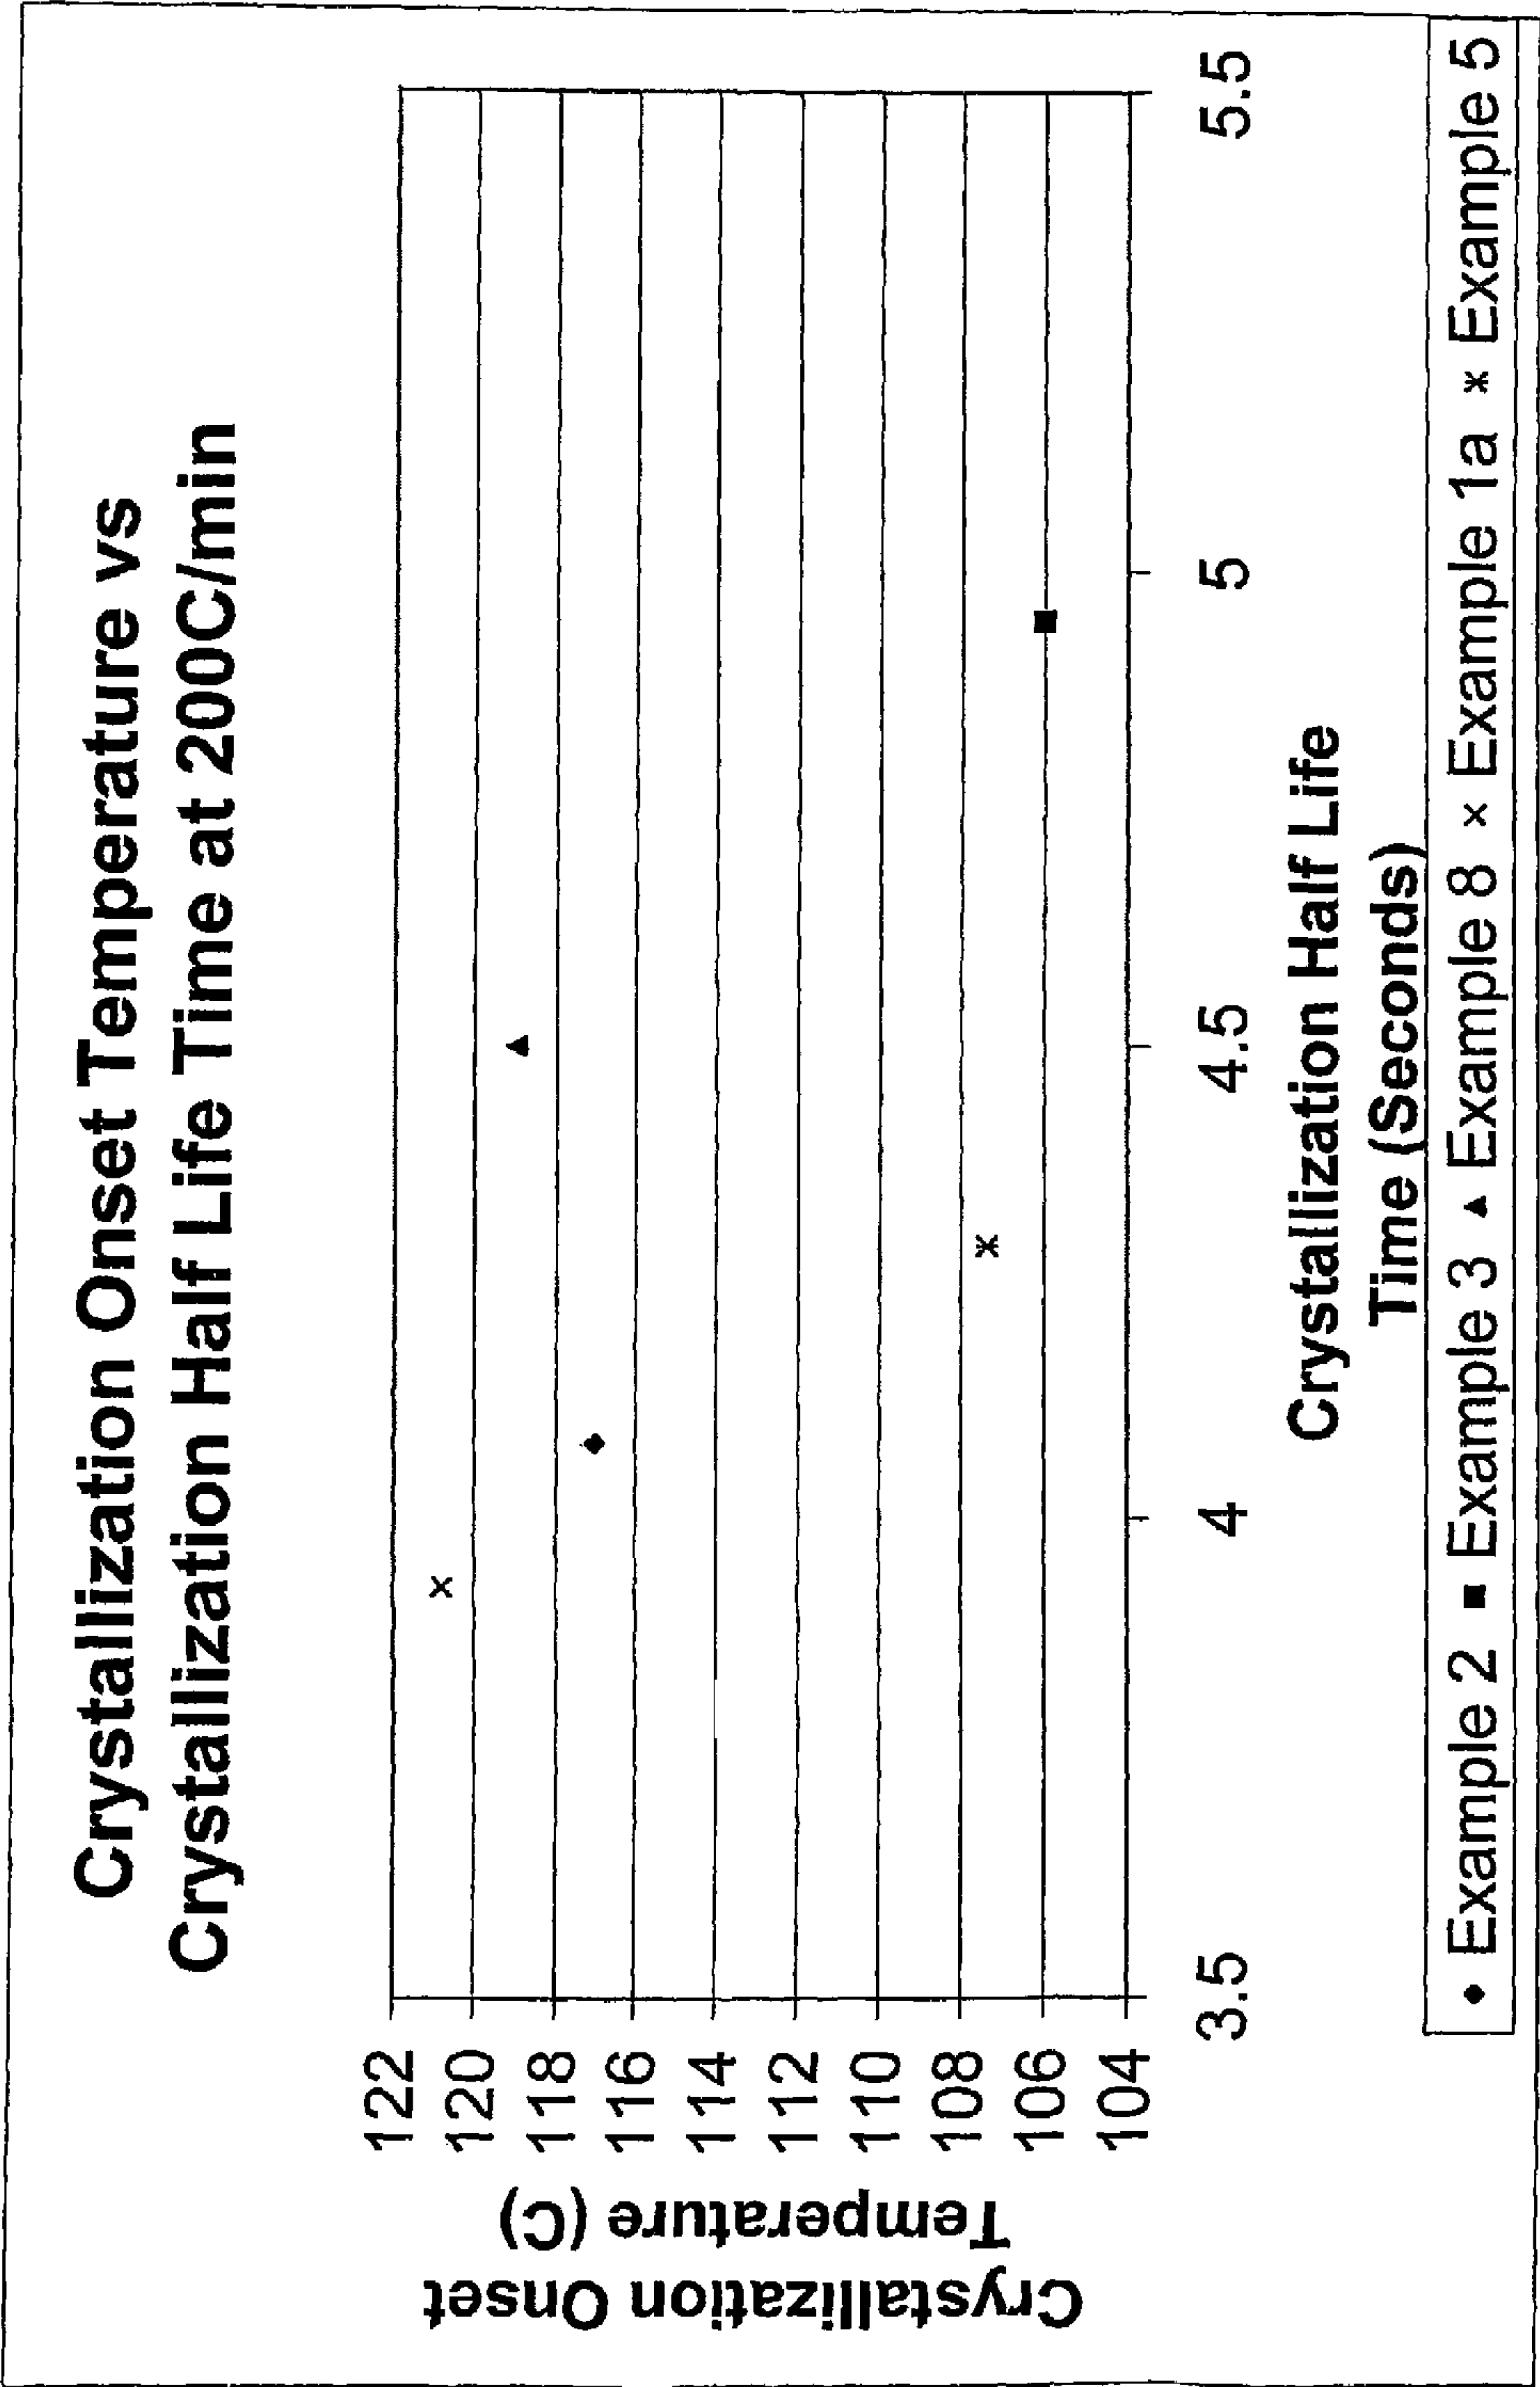 Crystallization Onset Temperature vs
Crystallization Half Life Time at 200C/min
Crystallization Onset
Temperature (C)
122
120
118
116
114
112
110
108
106
104
3.5
4
4.5
5
5.5
Crystallization Half Life
Time (Seconds)
Example 2
Example 3
Example 8
Example 1a
Example 5